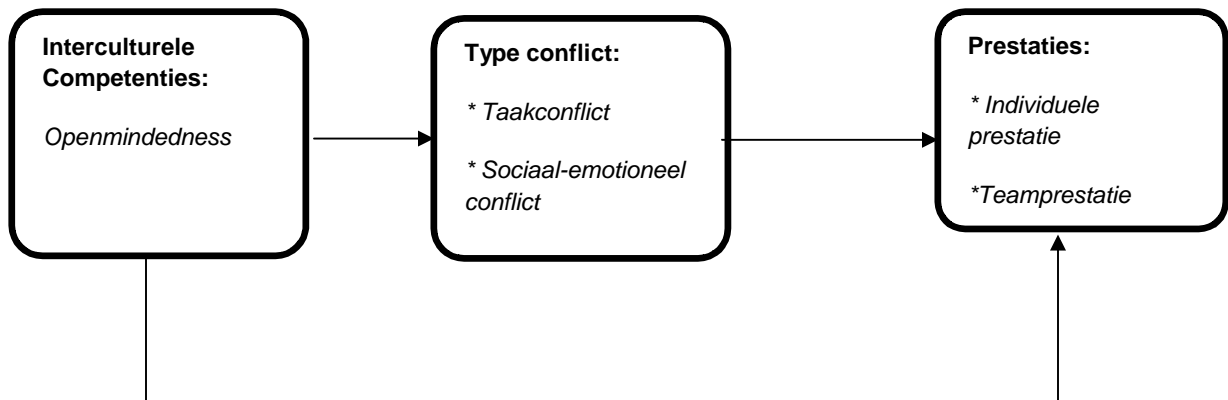 Interculturele
Competenties:
Openmindedness
Type conflict:
* Taakconflict
* Sociaal-emotioneel
conflict
Prestaties:
* Individuele
prestatie
*Teamprestatie